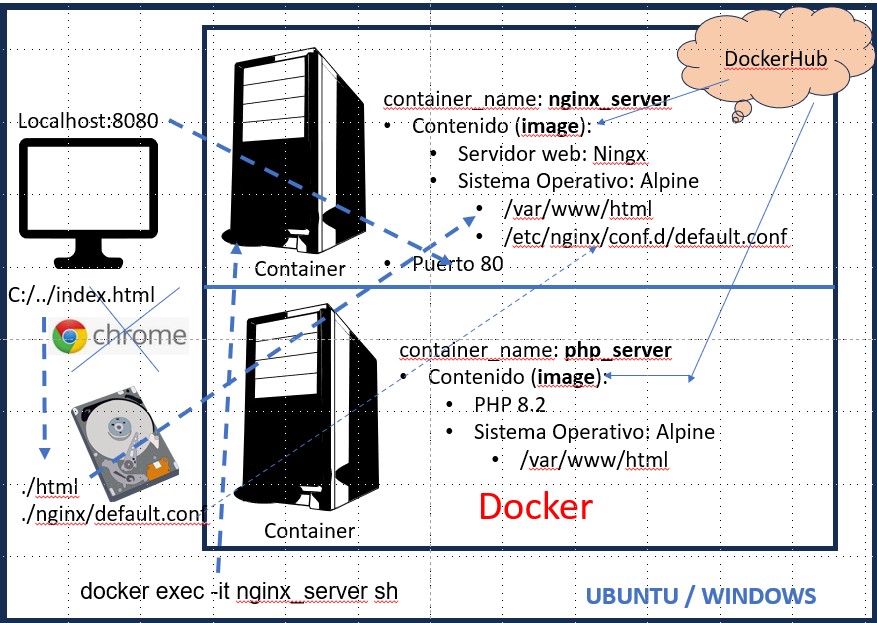 DockerHub
container_name: nginx_server
• Contenido (image):
• Servidor web: Ningx
• Sistema Operativo: Alpine
• /var/www/html
• /etc/nginx/conf.d/default.conf
• Puerto 80
Localhost:8080
Container
C:/../index.html
chrome
container_name: php_server
• Contenido (image):
• PHP 8.2
• Sistema Operativo: Alpine
• /var/www/html
./html
./nginx/default.conf
Docker
Container
docker exec -it nginx_server sh
UBUNTU / WINDOWS